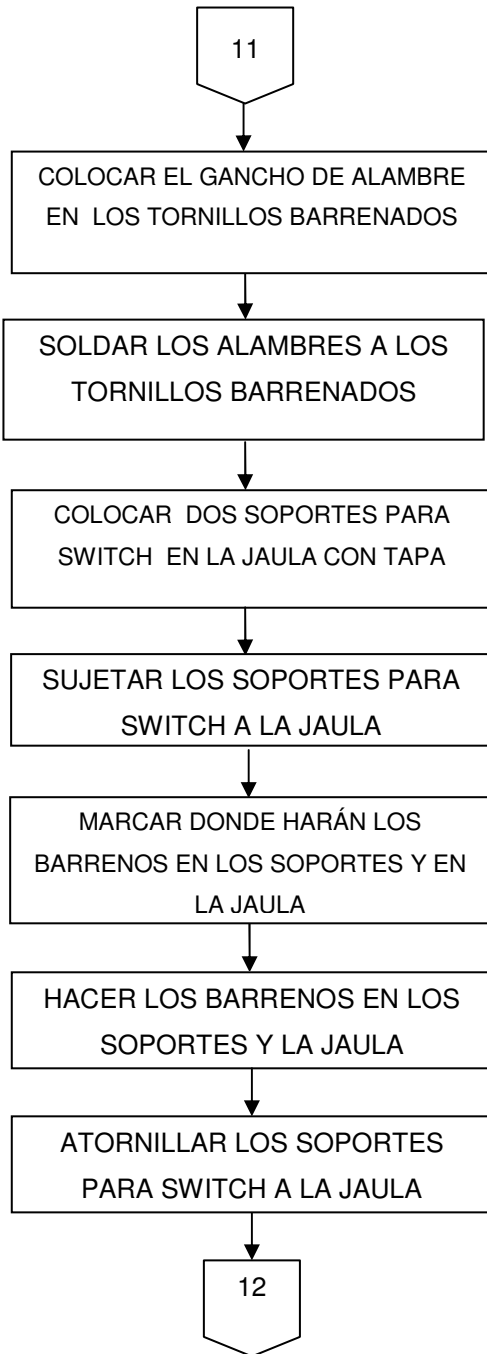 11
COLOCAR EL GANCHO DE ALAMBRE
EN LOS TORNILLOS BARRENADOS
SOLDAR LOS ALAMBRES A LOS
TORNILLOS BARRENADOS
COLOCAR DOS SOPORTES PARA
SWITCH EN LA JAULA CON TAPA
SUJETAR LOS SOPORTES PARA
SWITCH A LA JAULA
MARCAR DONDE HARÁN LOS
BARRENOS EN LOS SOPORTES Y EN
LA JAULA
HACER LOS BARRENOS EN LOS
SOPORTES Y LA JAULA
ATORNILLAR LOS SOPORTES
PARA SWITCH A LA JAULA
12